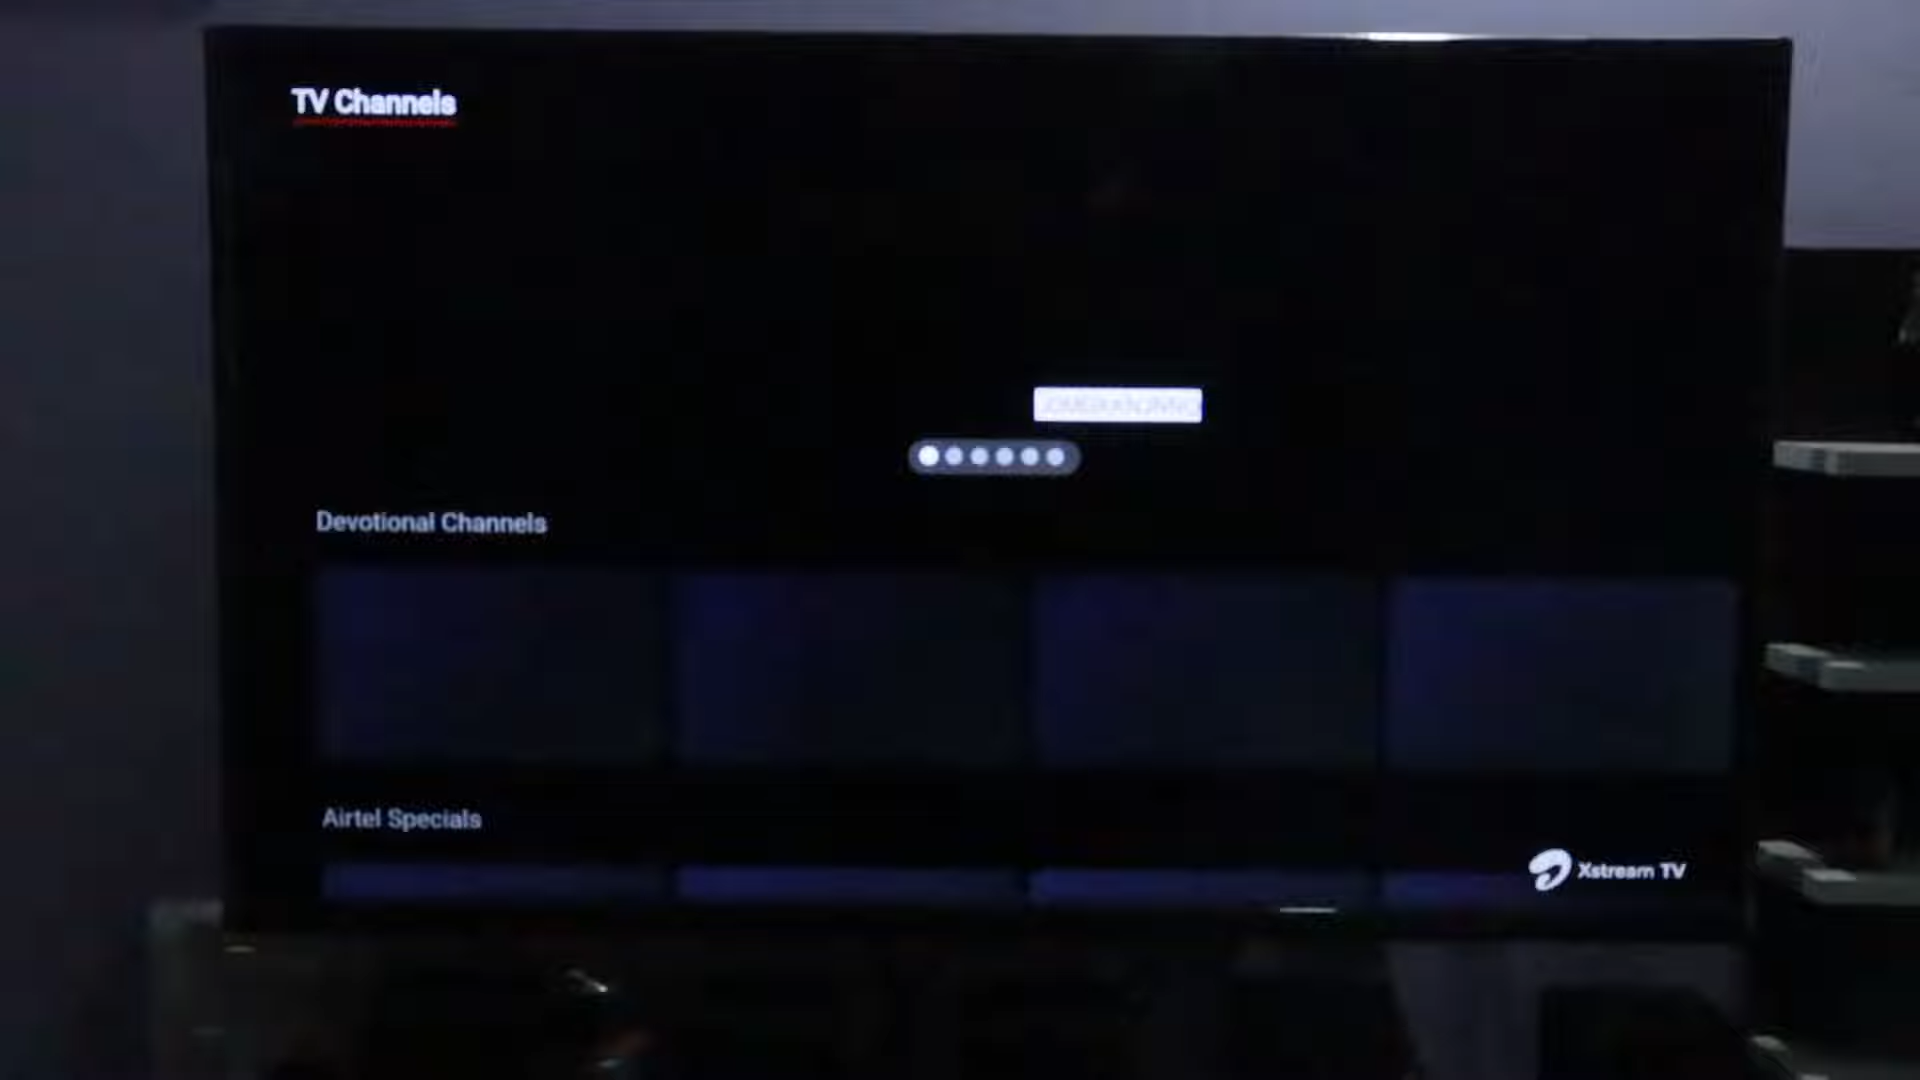 TV Channels
Devotional Channels
Airtel Specials
Xstream TV